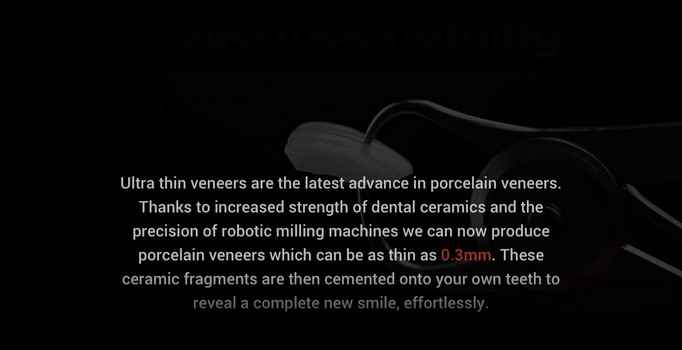 Ultra thin veneers are the latest advance in porcelain veneers.
Thanks to increased strength of dental ceramics and the
precision of robotic milling machines we can now produce
porcelain veneers which can be as thin as 0.3mm. These
ceramic fragments are then cemented onto your own teeth to
reveal a complete new smile, effortlessly.